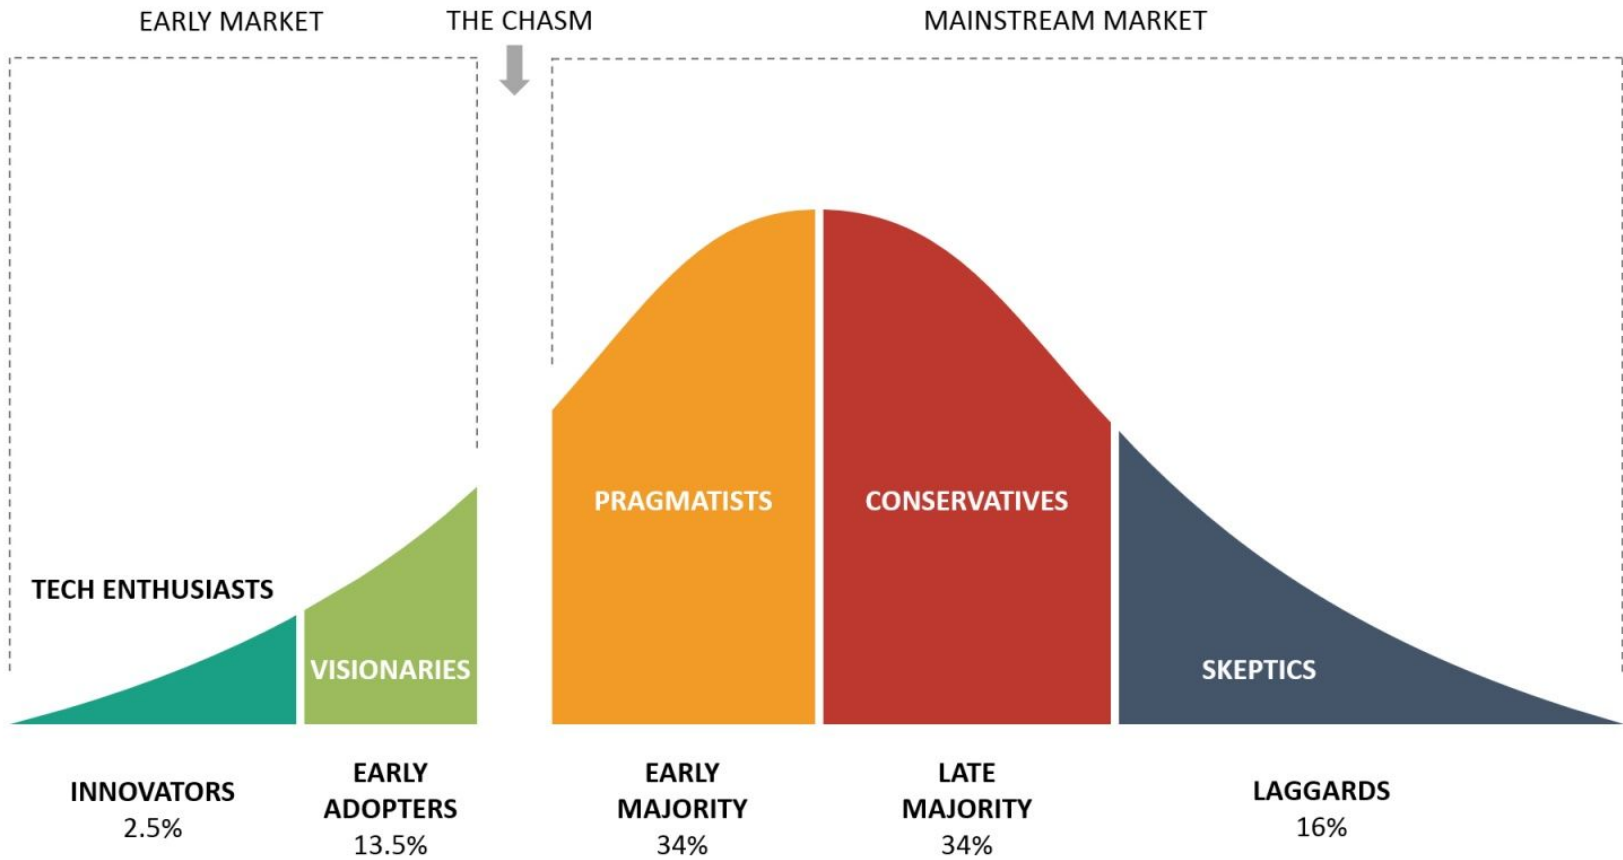 EARLY MARKET
THE CHASM
MAINSTREAM MARKET
PRAGMATISTS
CONSERVATIVES
TECH ENTHUSIASTS
VISIONARIES
SKEPTICS
INNOVATORS
2.5%
EARLY
ADOPTERS
13.5%
EARLY
MAJORITY
34%
LATE
MAJORITY
34%
LAGGARDS
16%